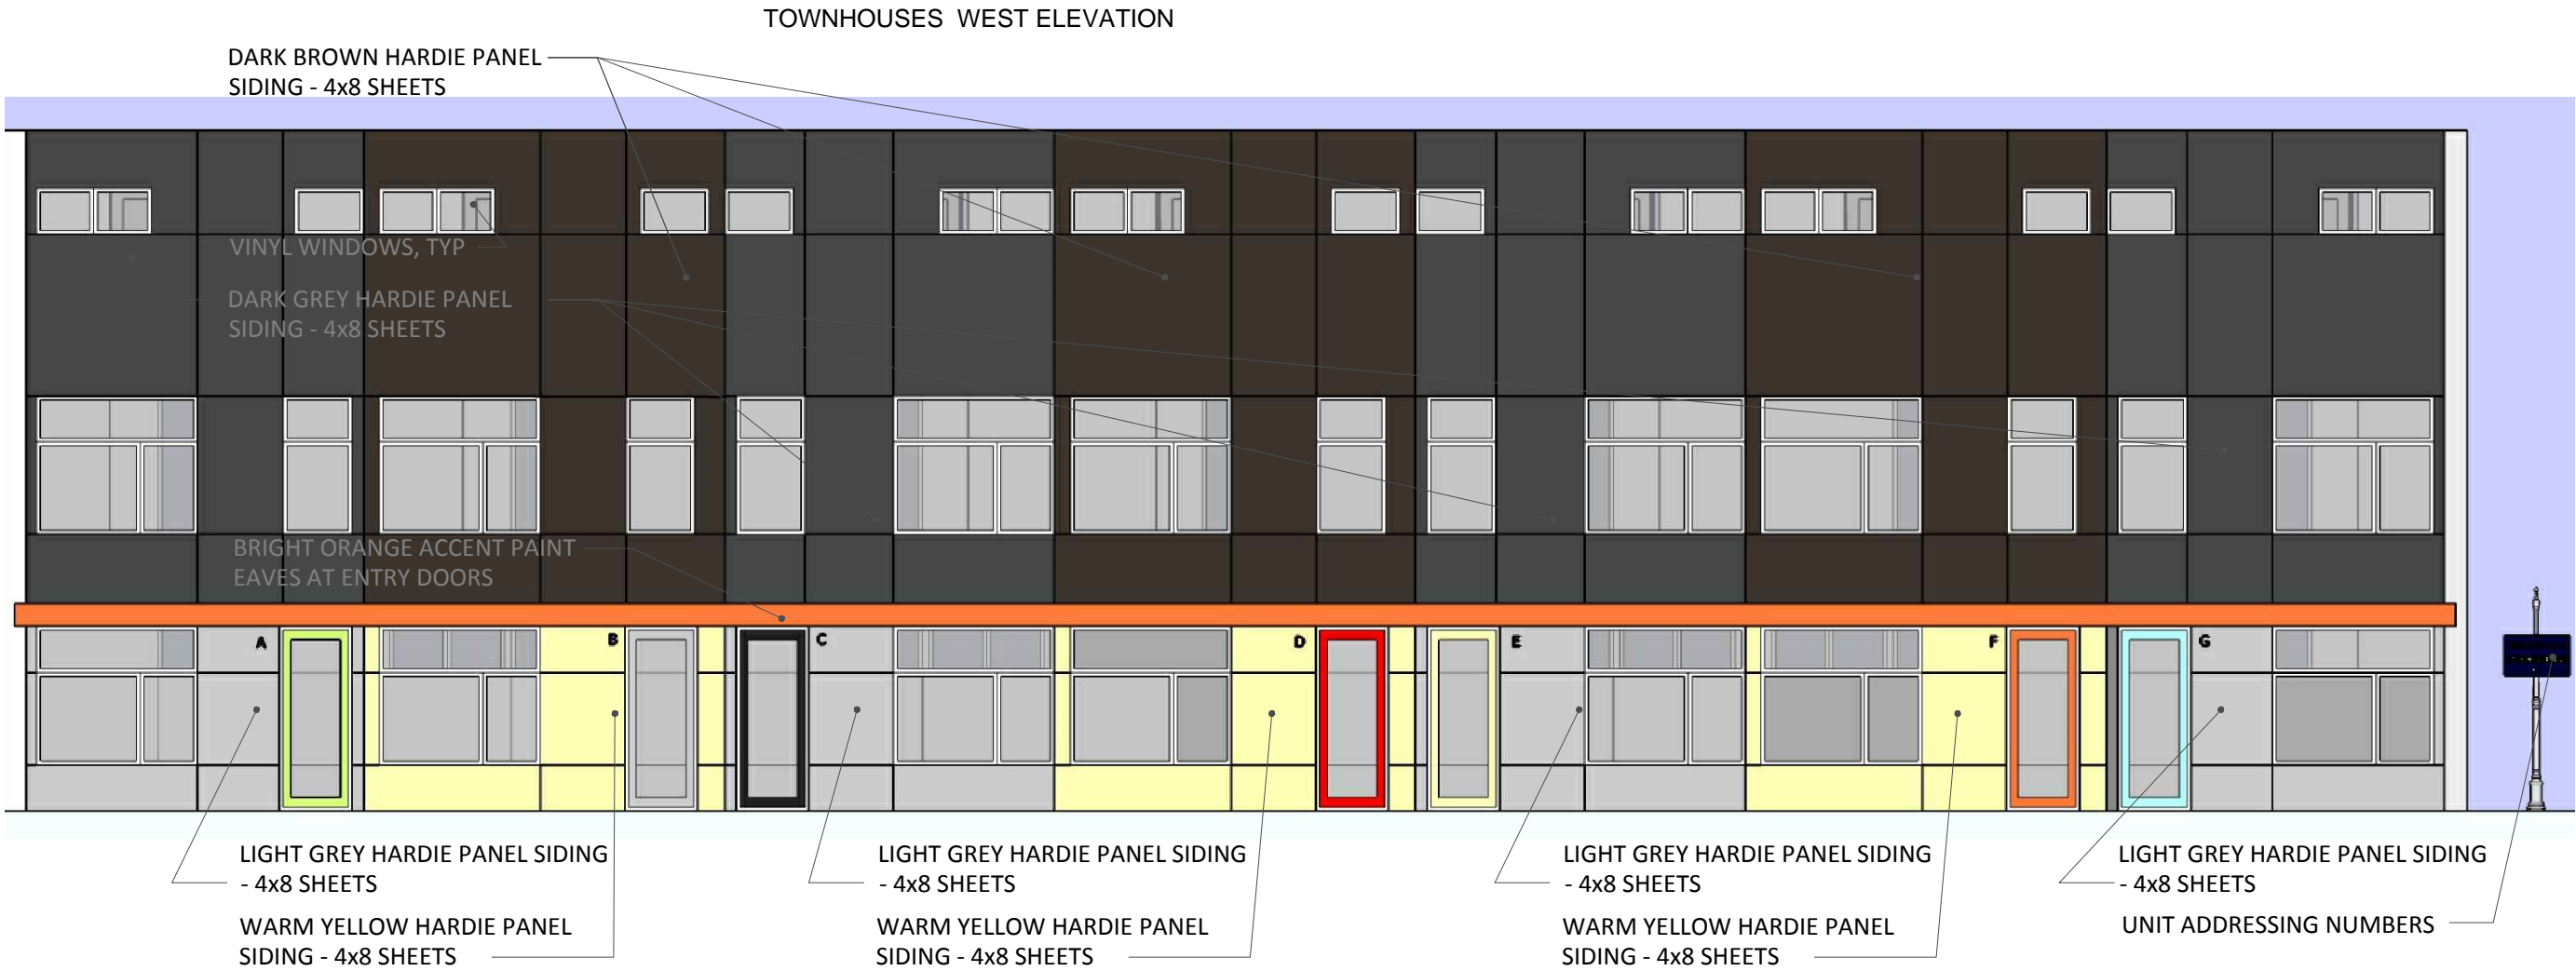 TOWNHOUSES WEST ELEVATION
DARK BROWN HARDIE PANEL
SIDING - 4x8 SHEETS
VINYL WINDOWS, TYP
DARK GREY HARDIE PANEL
SIDING - 4x8 SHEETS
BRIGHT ORANGE ACCENT PAINT
EAVES AT ENTRY DOORS
A
B
C
D
E
F
G
LIGHT GREY HARDIE PANEL SIDING
- 4x8 SHEETS
WARM YELLOW HARDIE PANEL
SIDING - 4x8 SHEETS
LIGHT GREY HARDIE PANEL SIDING
- 4x8 SHEETS
WARM YELLOW HARDIE PANEL
SIDING - 4x8 SHEETS
LIGHT GREY HARDIE PANEL SIDING
- 4x8 SHEETS
WARM YELLOW HARDIE PANEL
SIDING - 4x8 SHEETS
LIGHT GREY HARDIE PANEL SIDING
- 4x8 SHEETS
UNIT ADDRESSING NUMBERS